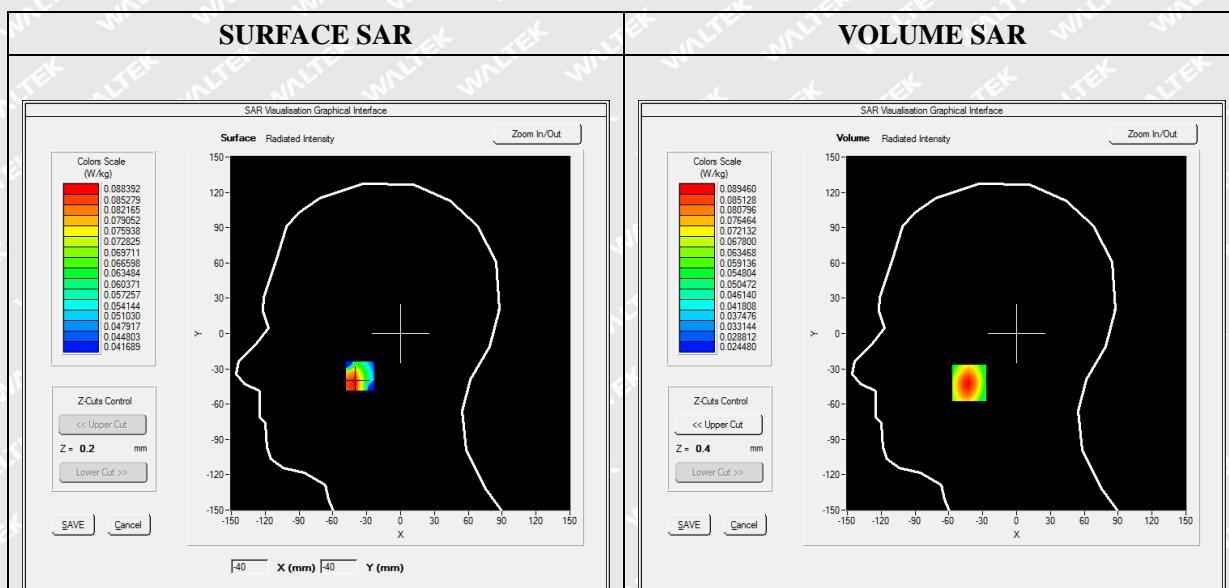 SURFACE SAR
VOLUME SAR
SAR Visualisation Graphical Interface
Surface Radiated Intensity
Zoom In/Out
Colors Scale
(W/kg)
0.088392
0.085279
0.082165
0.079052
0.075938
0.072825
0.069711
0.066598
0.063484
0.060371
0.057257
0.054144
0.051030
0.047917
0.044803
0.041689
Z-Cuts Control
<< Upper Cut
Z = 0.2 mm
Lower Cut >>
SAVE Cancel
150
120
90
60
30
0
-30
-60
-90
-120
-150
Y
-150 -120 -90 -60 -30 0 30 60 90 120 150
X
-40 X (mm) -40 Y (mm)
SAR Visualisation Graphical Interface
Volume Radiated Intensity
Zoom In/Out
Colors Scale
(W/kg)
0.089460
0.085128
0.080796
0.076464
0.072132
0.067800
0.063468
0.059136
0.054804
0.050472
0.046140
0.041808
0.037476
0.033144
0.028812
0.024480
Z-Cuts Control
<< Upper Cut
Z = 0.4 mm
Lower Cut >>
SAVE Cancel
150
120
90
60
30
0
-30
-60
-90
-120
-150
Y
-150 -120 -90 -60 -30 0 30 60 90 120 150
X
WALTEK